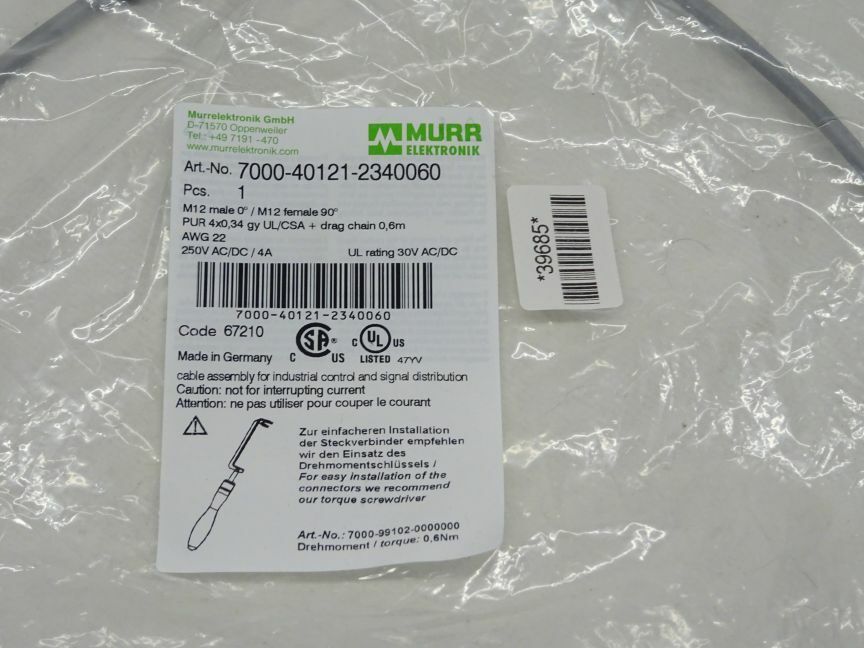 Murrelektronik GmbH
D-71570 Oppenweiler
Tel.: +49 7191 -470
www.murrelektronik.com
MURR
ELEKTRONIK
Art.-No. 7000-40121-2340060
Pcs. 1
M12 male 0° / M12 female 90°
PUR 4x0,34 gy UL/CSA + drag chain 0,6m
AWG 22
250V AC/DC / 4A UL rating 30V AC/DC
7000-40121-2340060
Code 67210
Made in Germany
C SA® US
C UL US
LISTED 47YV
cable assembly for industrial control and signal distribution
Caution: not for interrupting current
Attention: ne pas utiliser pour couper le courant
Zur einfacheren Installation
der Steckverbinder empfehlen
wir den Einsatz des
Drehmomentschlüssels /
For easy installation of the
connectors we recommend
our torque screwdriver
Art.-No.: 7000-99102-0000000
Drehmoment / torque: 0,6Nm
*39685*